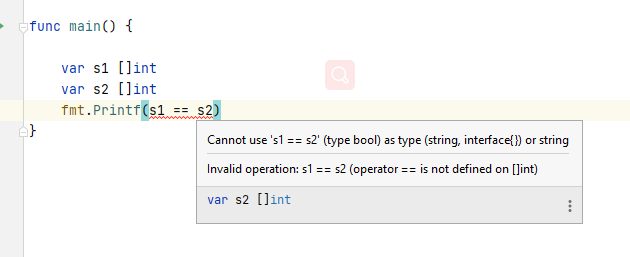 func main() {
var s1 []int
var s2 []int
fmt.Printf(s1 == s2)
}
Cannot use 's1 == s2' (type bool) as type (string, interface{}) or string
Invalid operation: s1 == s2 (operator == is not defined on []int)
var s2 []int